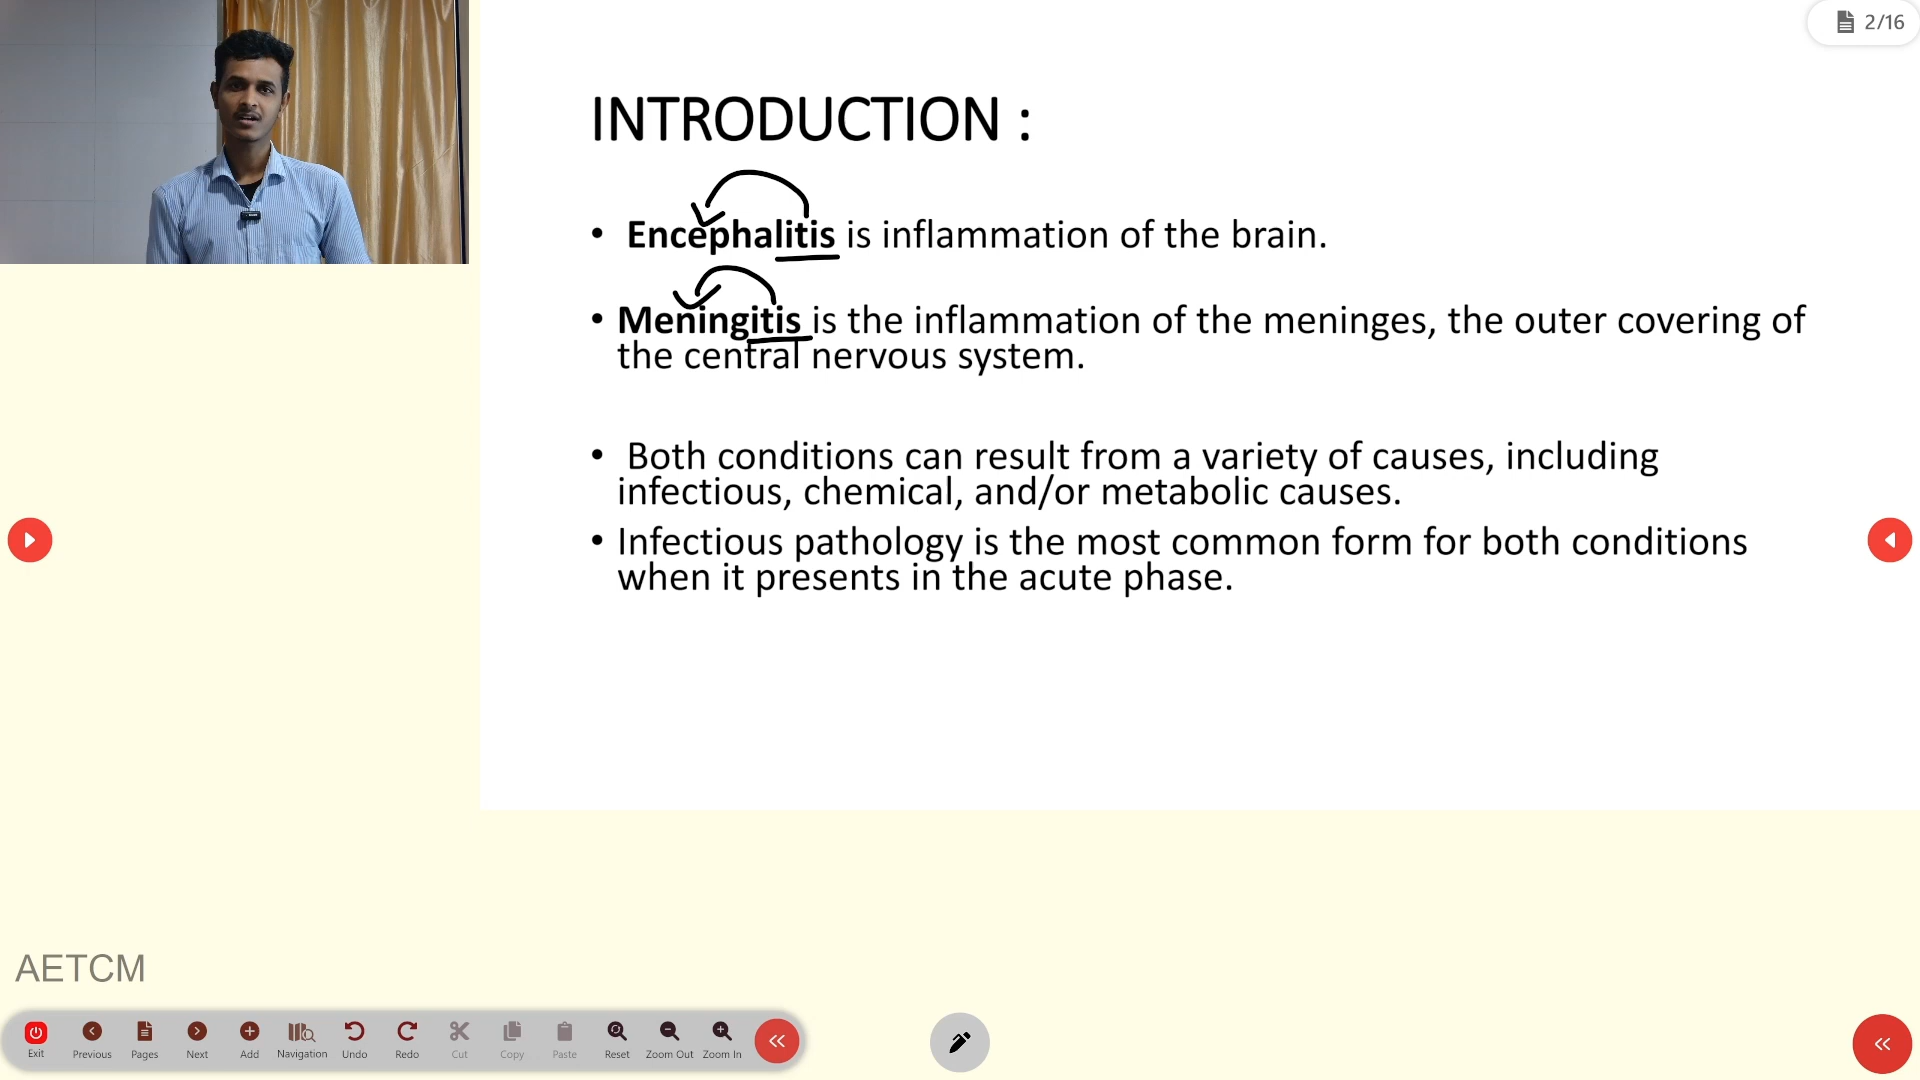 2/16
INTRODUCTION :
• Encephalitis is inflammation of the brain.
• Meningitis is the inflammation of the meninges, the outer covering of
the central nervous system.
• Both conditions can result from a variety of causes, including
infectious, chemical, and/or metabolic causes.
• Infectious pathology is the most common form for both conditions
when it presents in the acute phase.
AETCM
Exit Previous Pages Next Add Navigation Undo Redo Cut Copy Paste Reset Zoom Out Zoom In